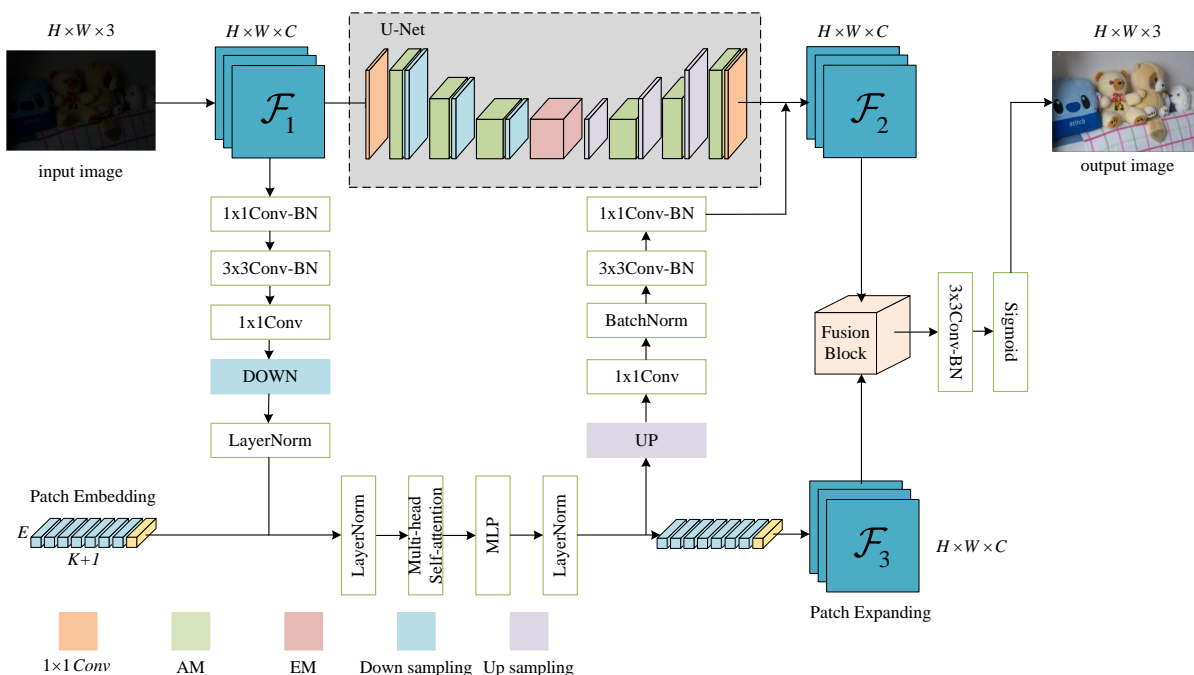 H×W×3
H×W×C
U-Net
H×W×C
H×W×3
ℱ1
ℱ2
stitch
input image
output image
1x1Conv-BN
3x3Conv-BN
1x1Conv
DOWN
LayerNorm
1x1Conv-BN
3x3Conv-BN
BatchNorm
1x1Conv
UP
Fusion
Block
3x3Conv-BN
Sigmoid
Patch Embedding
E
K+1
LayerNorm
Multi-head
Self-attention
MLP
LayerNorm
ℱ3
H×W×C
Patch Expanding
1×1 Conv
AM
EM
Down sampling
Up sampling